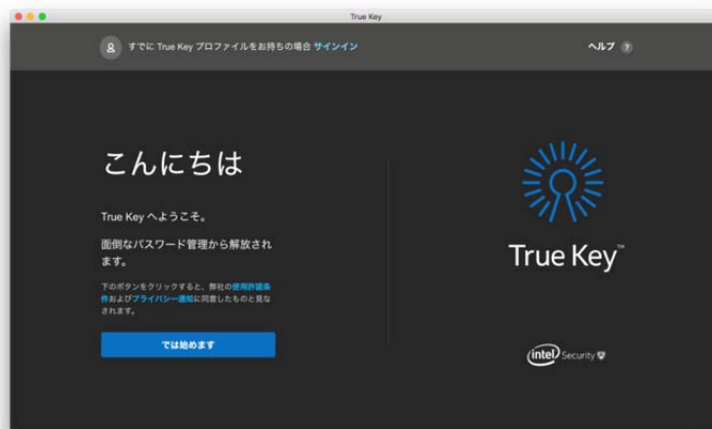 True Key
すでに True Key プロファイルをお持ちの場合 サインイン
ヘルプ ?
こんにちは
True Key へようこそ。
面倒なパスワード管理から解放され
ます。
下のボタンをクリックすると、弊社の使用許諾条
件およびプライバシー通知に同意したものと見な
されます。
では始めます
True Key™
intel Security